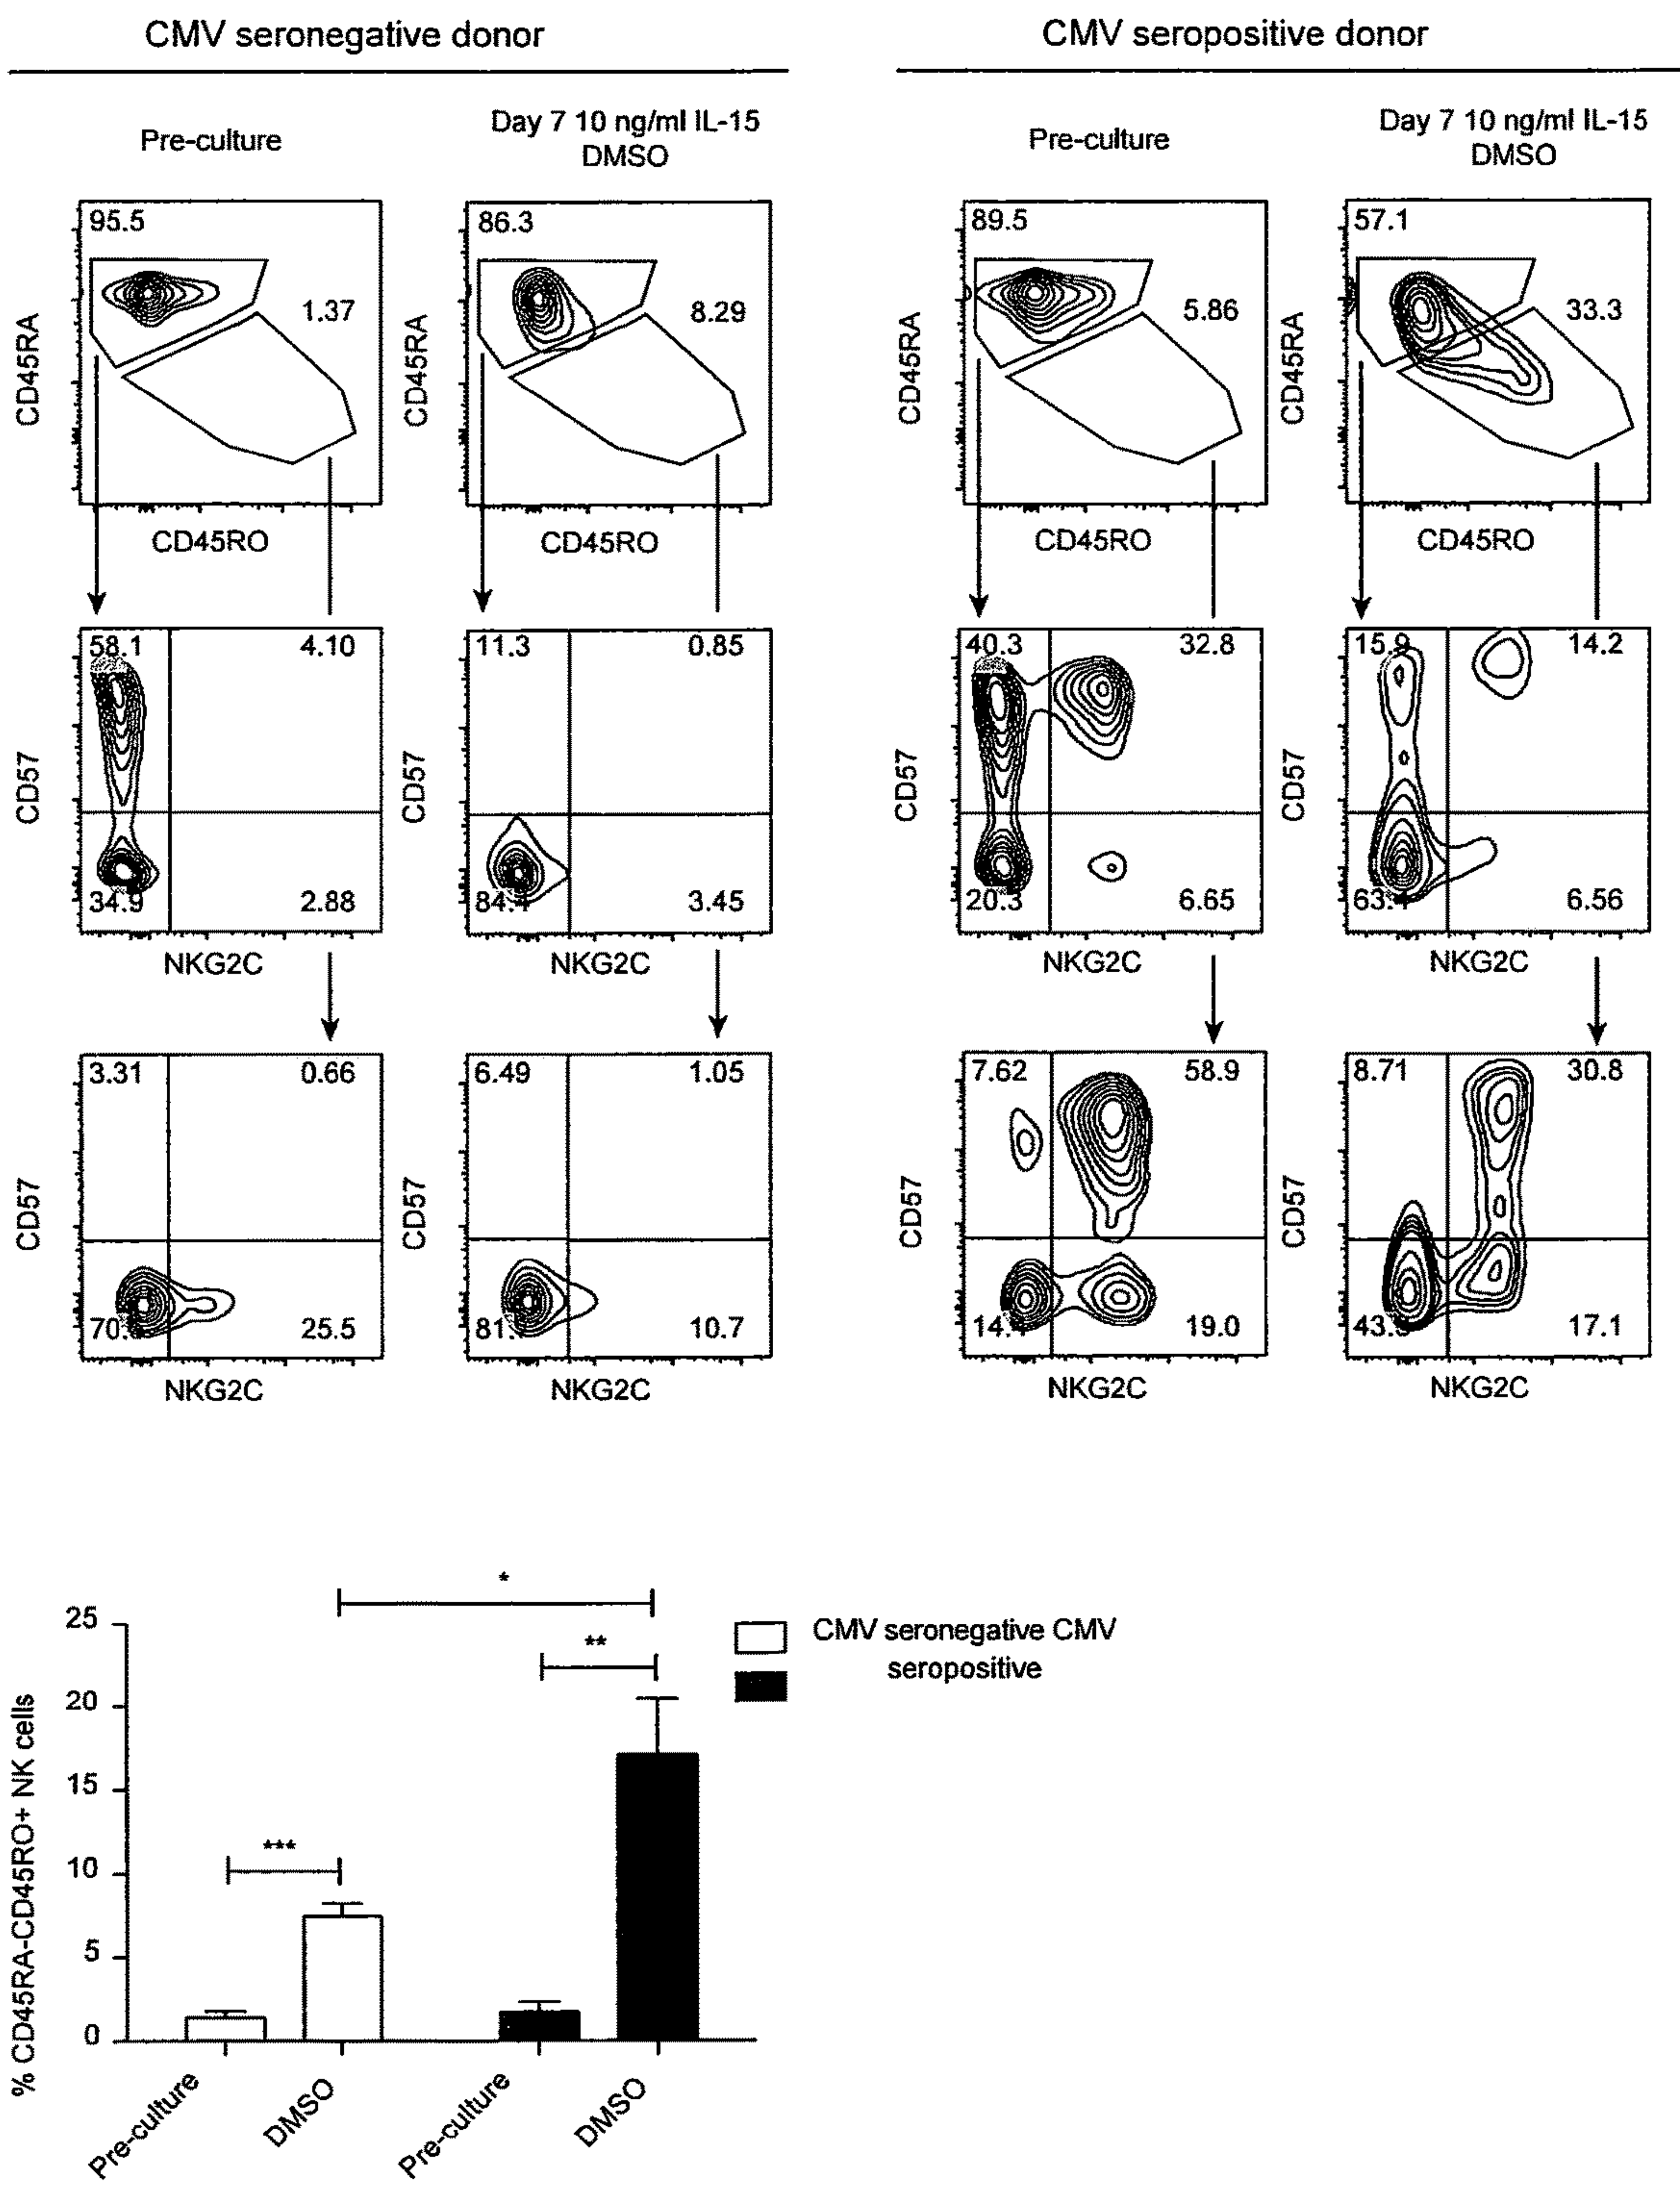 CMV seronegative donor
CMV seropositive donor
Pre-culture
Day 7 10 ng/ml IL-15
DMSO
Pre-culture
Day 7 10 ng/ml IL-15
DMSO
95.5
1.37
86.3
8.29
89.5
5.86
57.1
33.3
CD45RA
CD45RA
CD45RA
CD45RA
CD45RO
CD45RO
CD45RO
CD45RO
58.1
4.10
11.3
0.85
40.3
32.8
15.9
14.2
CD57
CD57
CD57
CD57
34.9
2.88
3.45
20.3
6.65
6.56
NKG2C
NKG2C
NKG2C
NKG2C
3.31
0.66
6.49
1.05
7.62
58.9
8.71
30.8
CD57
CD57
CD57
CD57
25.5
10.7
19.0
17.1
NKG2C
NKG2C
NKG2C
NKG2C
*
**
***
25
20
15
10
5
0
% CD45RA-CD45RO+ NK cells
CMV seronegative CMV
seropositive
Pre-culture
DMSO
Pre-culture
DMSO